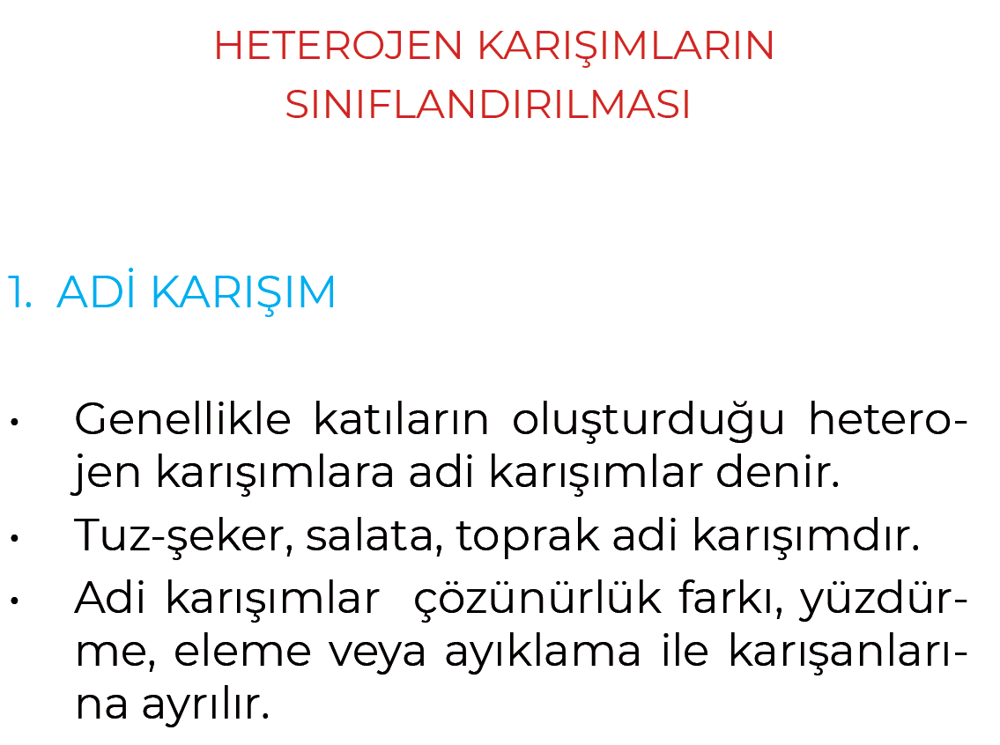 HETEROJEN KARIŞIMLARIN
SINIFLANDIRILMASI
1. ADİ KARIŞIM
• Genellikle katıların oluşturduğu hetero-
jen karışımlara adi karışımlar denir.
• Tuz-şeker, salata, toprak adi karışımdır.
• Adi karışımlar çözünürlük farkı, yüzdür-
me, eleme veya ayıklama ile karışanları-
na ayrılır.